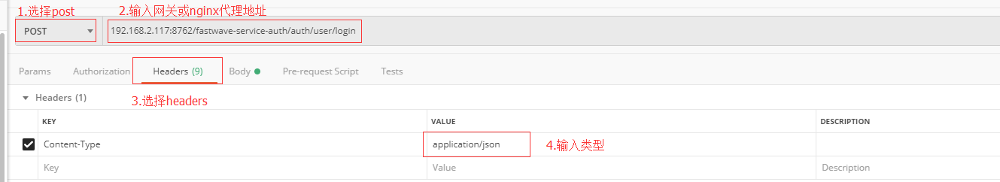 1.选择post
2.输入网关或nginx代理地址
POST
192.168.2.117:8762/fastwave-service-auth/auth/user/login
Params Authorization Headers (9) Body Pre-request Script Tests
Headers (1)
3.选择headers
KEY VALUE DESCRIPTION
Content-Type application/json
4.输入类型
Key Value Description